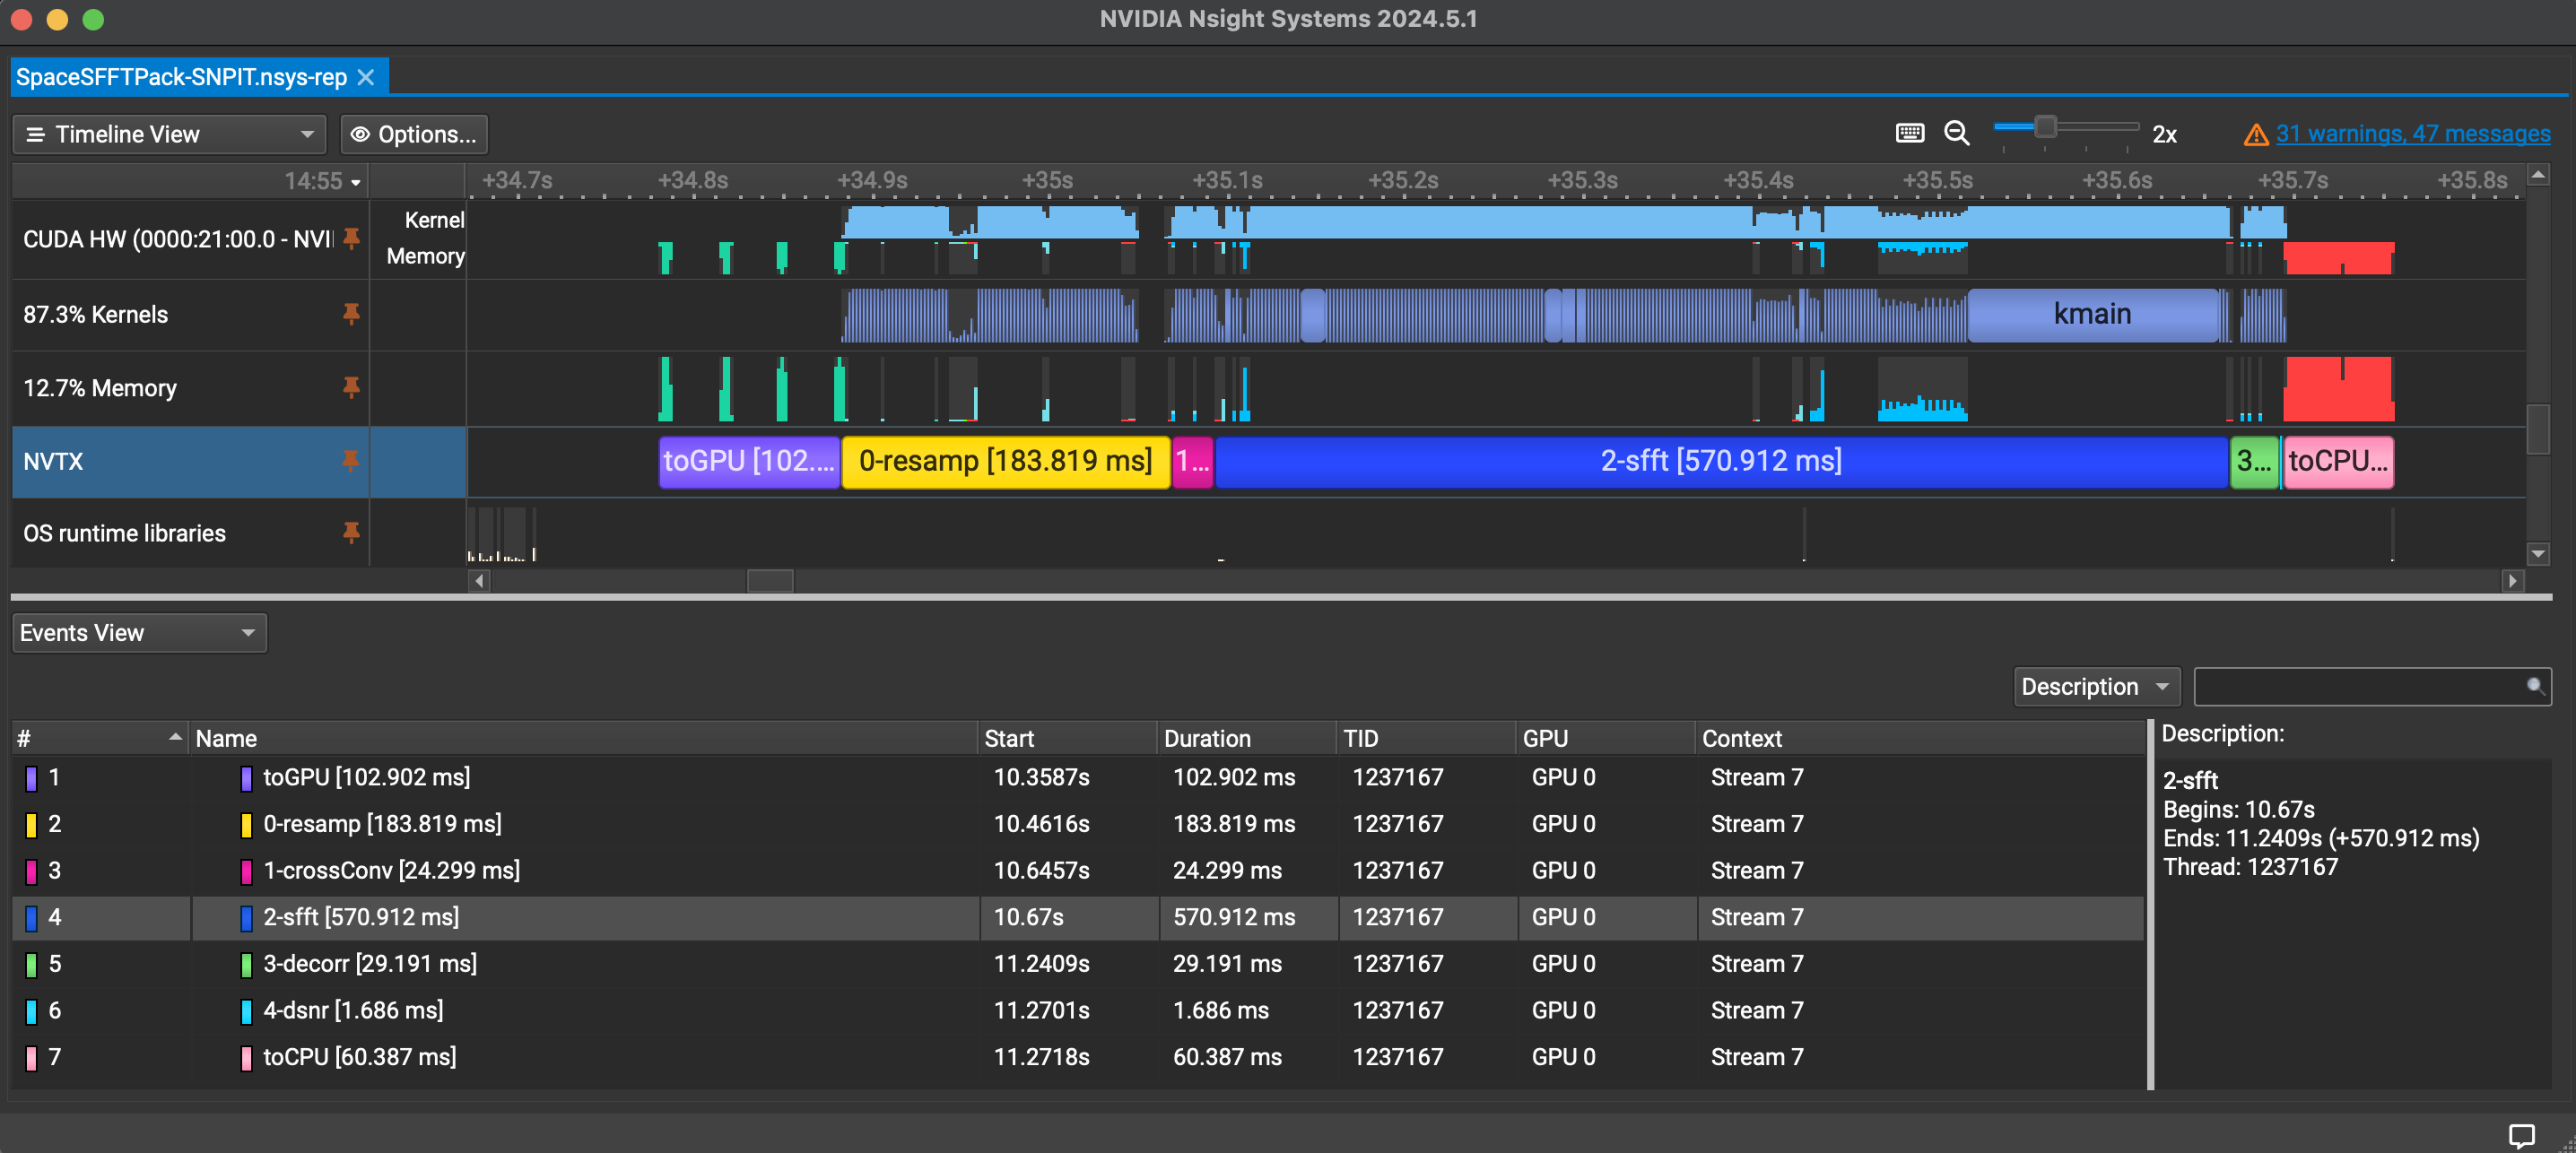 NVIDIA Nsight Systems 2024.5.1
SpaceSFFTPack-SNPIT.nsys-rep
Timeline View
Options...
2x
31 warnings, 47 messages
14:55
+34.7s +34.8s +34.9s +35s +35.1s +35.2s +35.3s +35.4s +35.5s +35.6s +35.7s +35.8s
CUDA HW (0000:21:00.0 - NVI
Kernel
Memory
87.3% Kernels
kmain
12.7% Memory
NVTX
toGPU [102....
0-resamp [183.819 ms]
1...
2-sfft [570.912 ms]
3...
toCPU...
OS runtime libraries
Events View
Description
# Name Start Duration TID GPU Context
1 toGPU [102.902 ms] 10.3587s 102.902 ms 1237167 GPU 0 Stream 7
2 0-resamp [183.819 ms] 10.4616s 183.819 ms 1237167 GPU 0 Stream 7
3 1-crossConv [24.299 ms] 10.6457s 24.299 ms 1237167 GPU 0 Stream 7
4 2-sfft [570.912 ms] 10.67s 570.912 ms 1237167 GPU 0 Stream 7
5 3-decorr [29.191 ms] 11.2409s 29.191 ms 1237167 GPU 0 Stream 7
6 4-dsnr [1.686 ms] 11.2701s 1.686 ms 1237167 GPU 0 Stream 7
7 toCPU [60.387 ms] 11.2718s 60.387 ms 1237167 GPU 0 Stream 7
Description:
2-sfft
Begins: 10.67s
Ends: 11.2409s (+570.912 ms)
Thread: 1237167